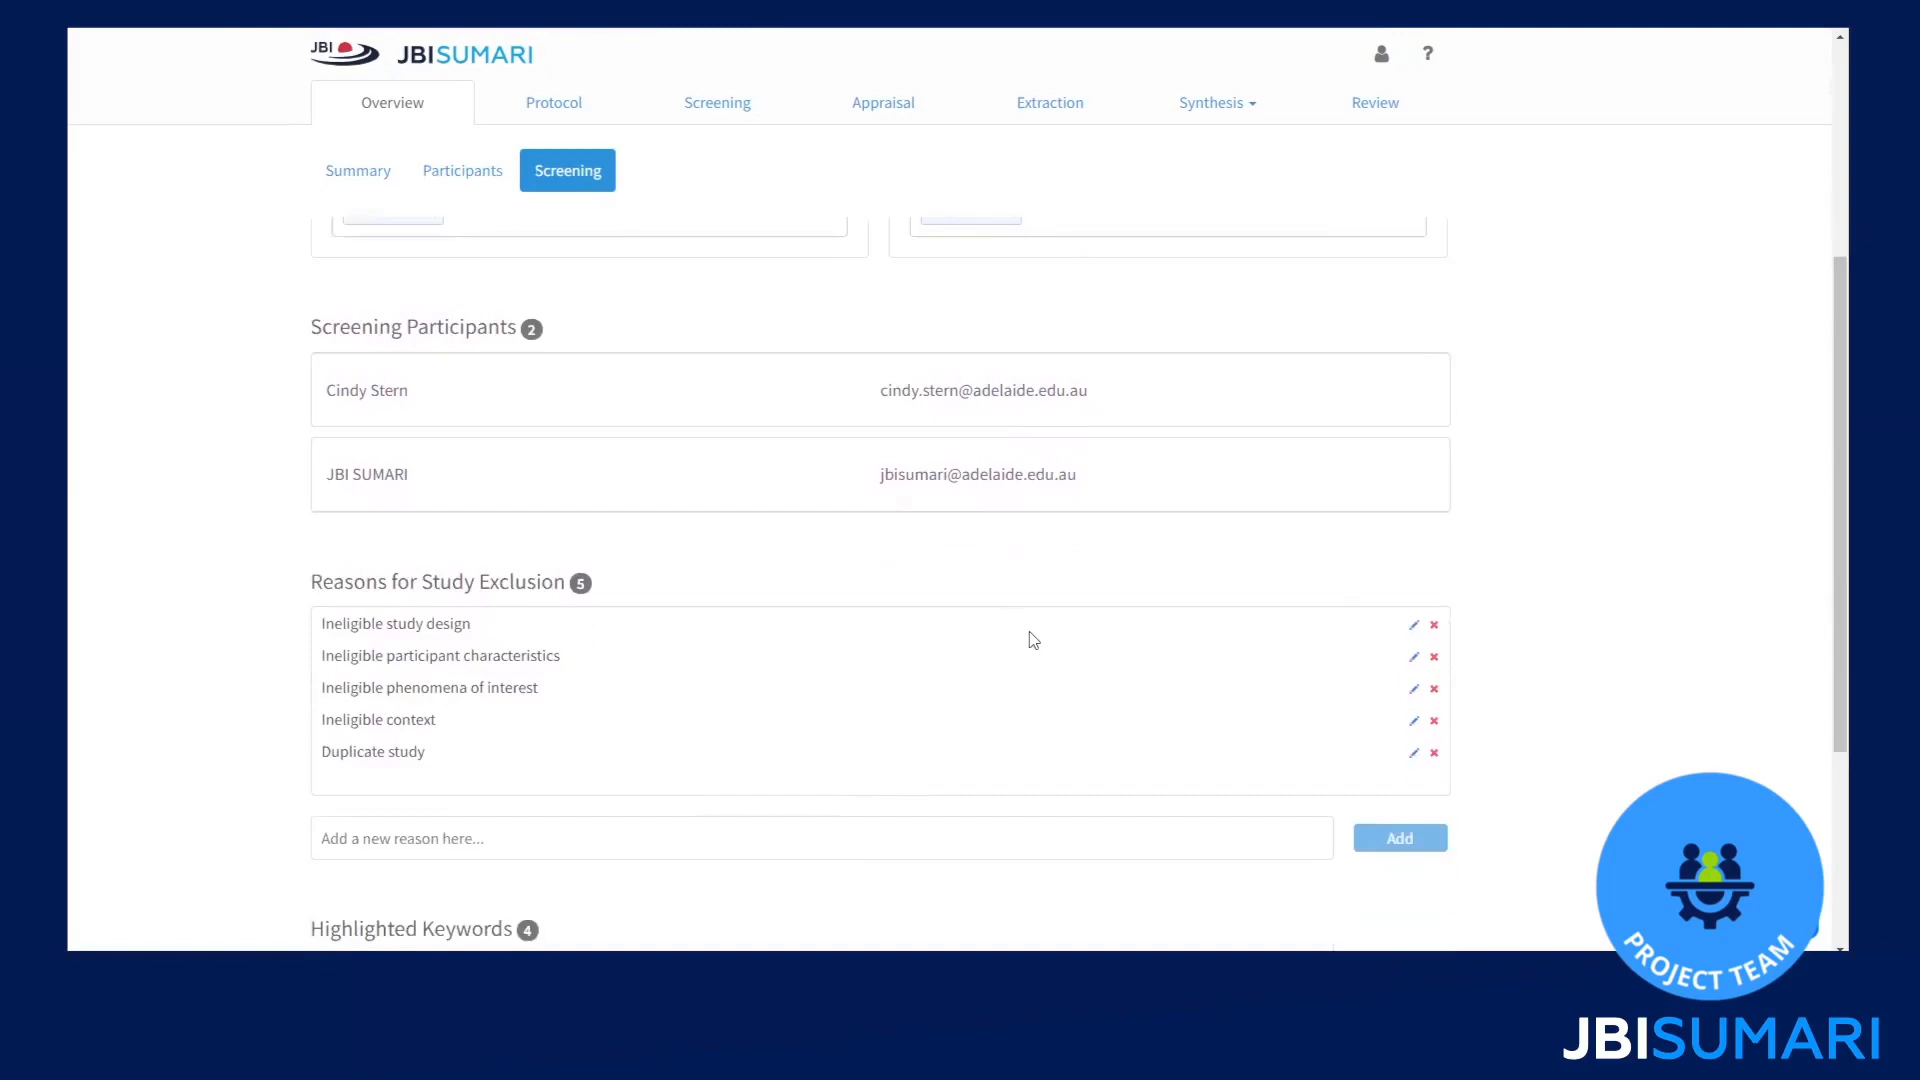 JBI JBISUMARI ?
Overview Protocol Screening Appraisal Extraction Synthesis Review
Summary Participants Screening
Screening Participants 2
Cindy Stern cindy.stern@adelaide.edu.au
JBI SUMARI jbisumari@adelaide.edu.au
Reasons for Study Exclusion 5
Ineligible study design
Ineligible participant characteristics
Ineligible phenomena of interest
Ineligible context
Duplicate study
Add a new reason here... Add
Highlighted Keywords 4
PROJECT TEAM
JBISUMARI